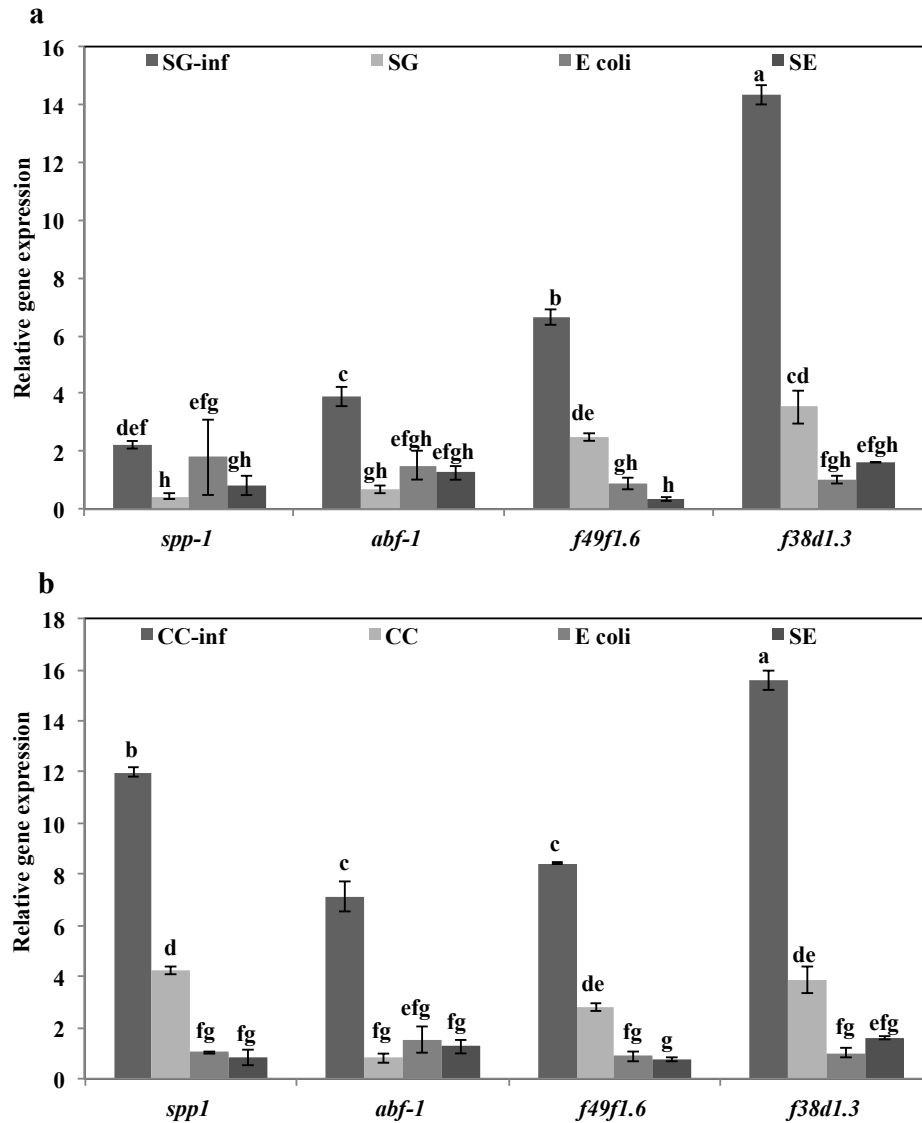 a
16
SG-inf SG E coli SE
a
14
12
10
Relative gene expression
8
b
6
c
cd
4
def efg de
efgh efgh efgh
2
h gh gh gh h fgh
0
spp-1 abf-1 f49f1.6 f38d1.3
b
18
CC-inf CC E coli SE
a
16
14
b
12
10
Relative gene expression
c c
8
6
d
de de
4
efg efg
2
fg fg fg fg fg g fg
0
spp1 abf-1 f49f1.6 f38d1.3